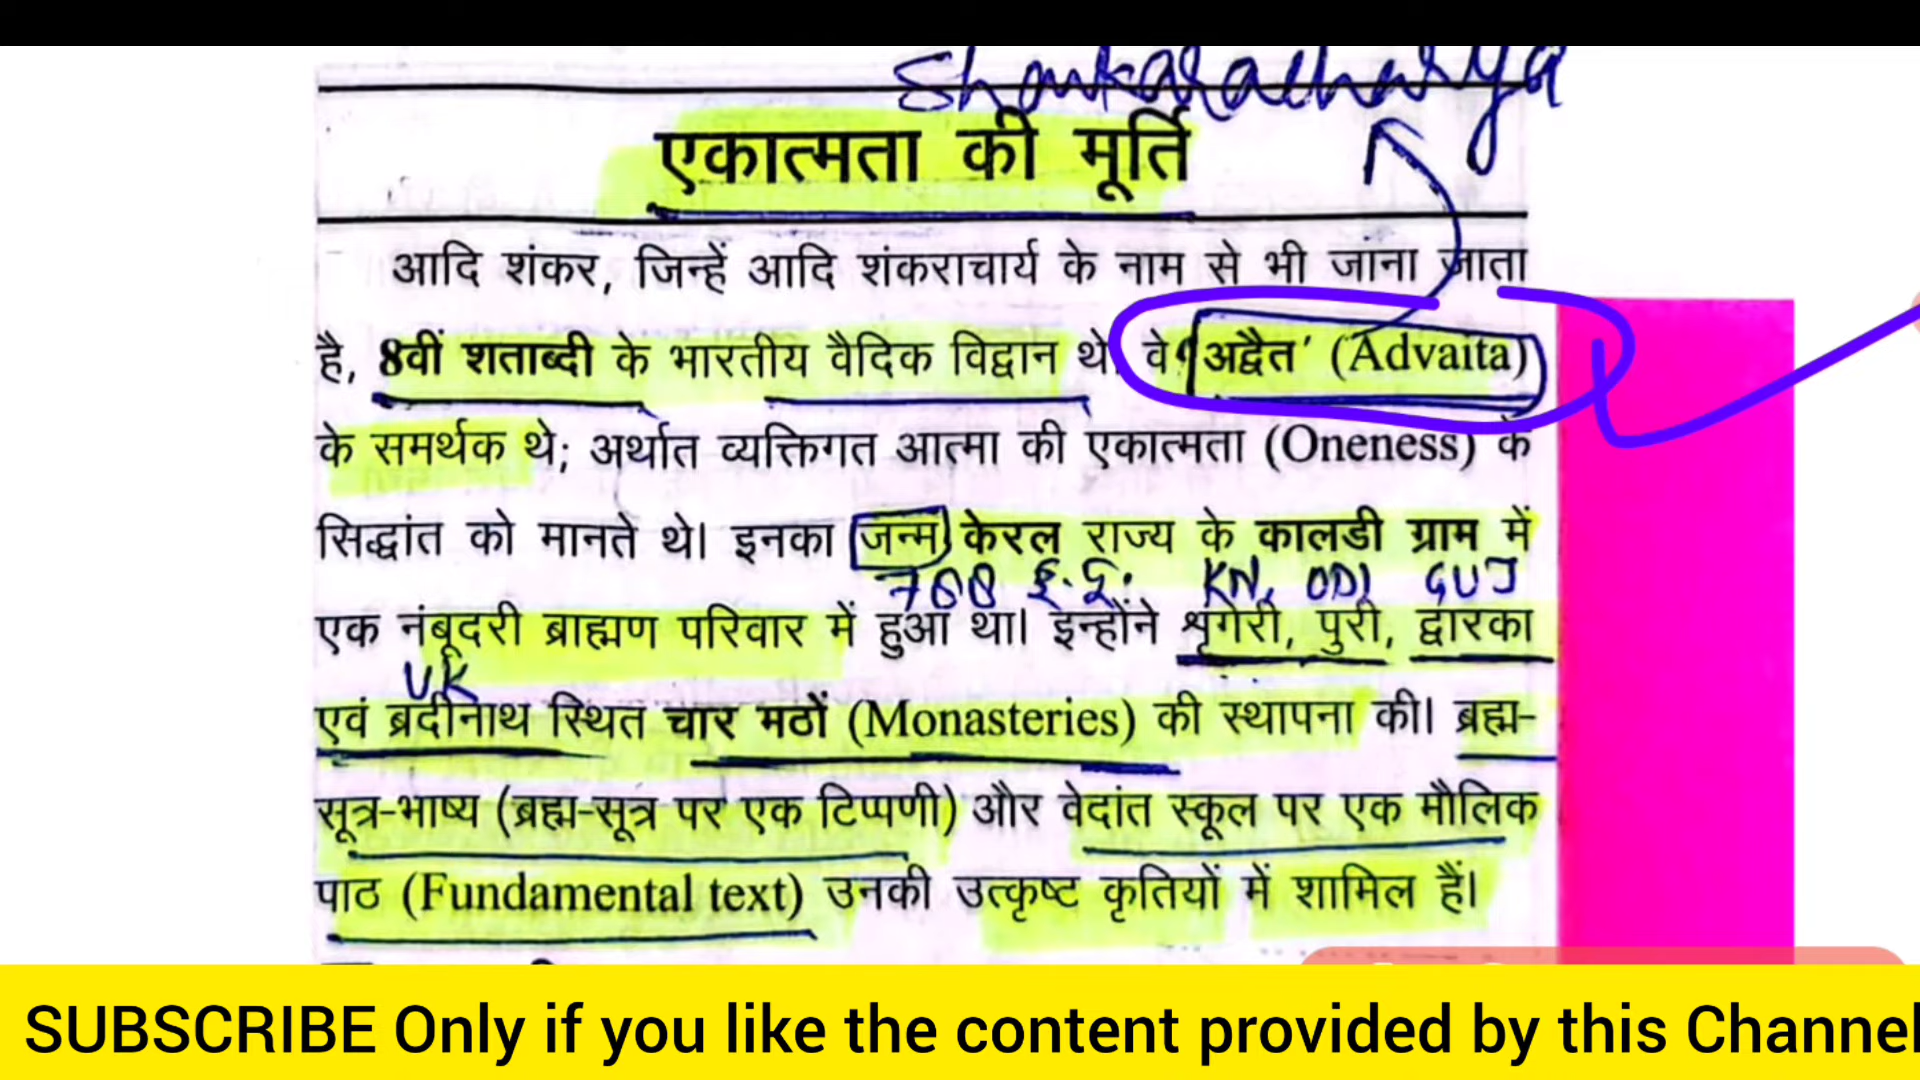 Shankaracharya
एकात्मता की मूर्ति
आदि शंकर, जिन्हें आदि शंकराचार्य के नाम से भी जाना जाता
है, 8वीं शताब्दी के भारतीय वैदिक विद्वान थे. वे 'अद्वैत' (Advaita)
के समर्थक थे; अर्थात व्यक्तिगत आत्मा की एकात्मता (Oneness) के
सिद्धांत को मानते थे। इनका जन्म केरल राज्य के कालडी ग्राम में
788 ई.पू. KN, ODI GUJ
एक नंबूदरी ब्राह्मण परिवार में हुआ था। इन्होंने श्रृंगेरी, पुरी, द्वारका
UK
एवं बद्रीनाथ स्थित चार मठों (Monasteries) की स्थापना की। ब्रह्म-
सूत्र-भाष्य (ब्रह्म-सूत्र पर एक टिप्पणी) और वेदांत स्कूल पर एक मौलिक
पाठ (Fundamental text) उनकी उत्कृष्ट कृतियों में शामिल हैं।
SUBSCRIBE Only if you like the content provided by this Channel